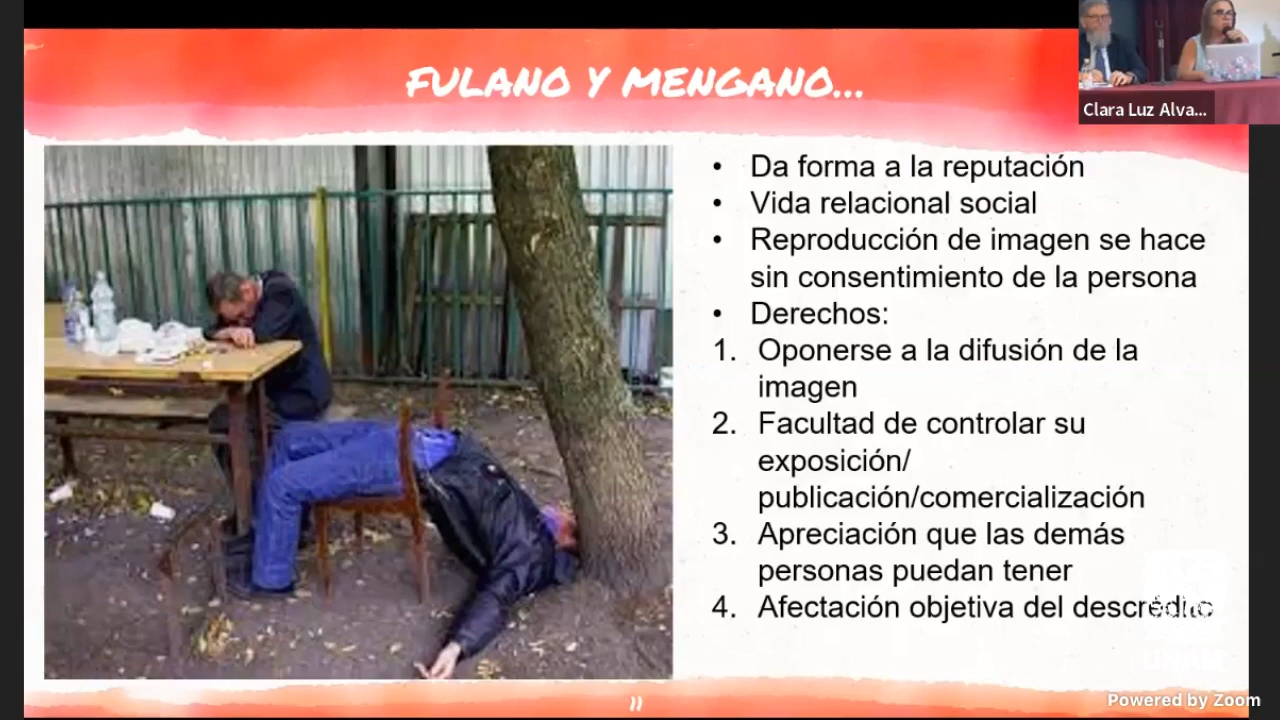 FULANO Y MENGANO...
Clara Luz Alva...
• Da forma a la reputación
• Vida relacional social
• Reproducción de imagen se hace
sin consentimiento de la persona
• Derechos:
1. Oponerse a la difusión de la
imagen
2. Facultad de controlar su
exposición/
publicación/comercialización
3. Apreciación que las demás
personas puedan tener
4. Afectación objetiva del descrédito
UNAM
Powered by Zoom
11